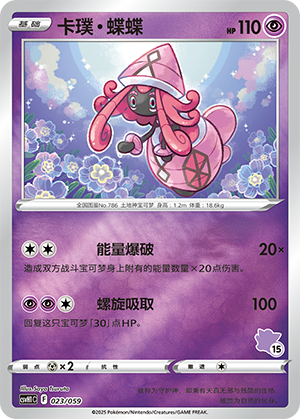 基础 卡璞・蝶蝶 HP 110
全国图鉴No.786 土地神宝可梦 身高：1.2m 体重：18.6kg
能量爆破 20×
造成双方战斗宝可梦身上附有的能量数量×20点伤害。
螺旋吸取 100
回复这只宝可梦「30」点HP。
15
弱点 ×2 抗性 撤退
Illus.Saya Tsuruta
CSVH1 C F 023/059
©2025 Pokémon/Nintendo/Creatures/GAME FREAK.